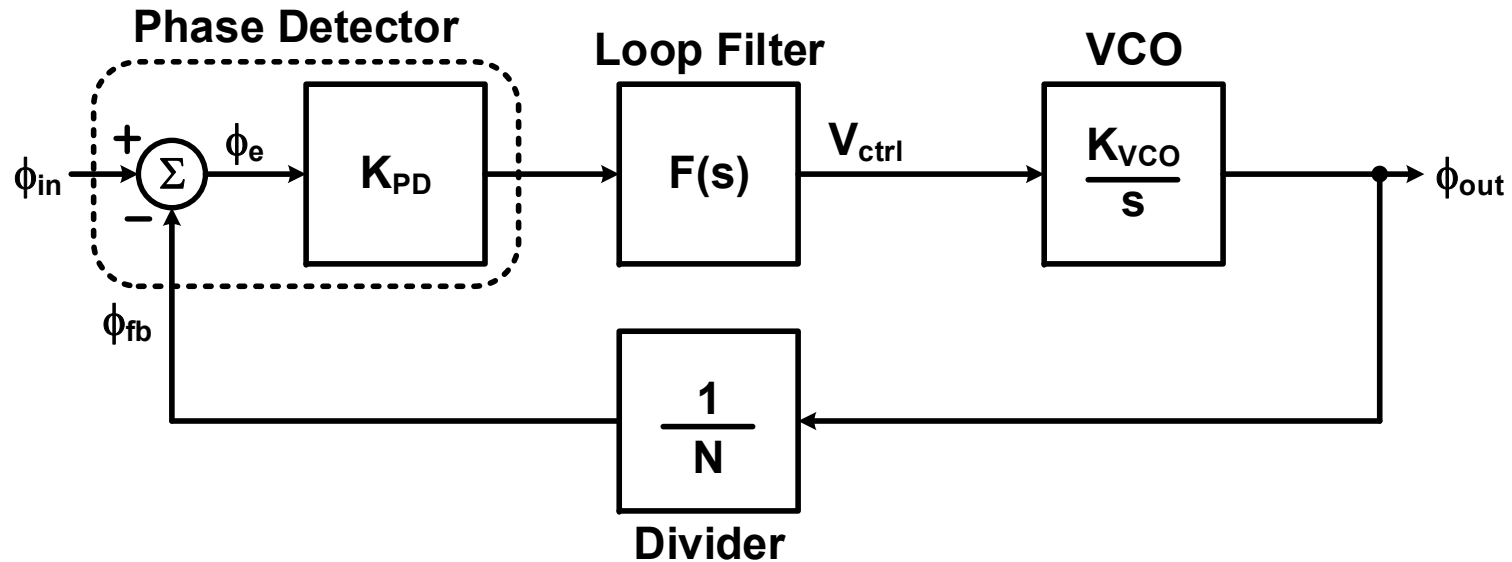 Phase Detector
Loop Filter
VCO
+
ϕin
−
Σ
ϕe
KPD
F(s)
Vctrl
KVCO
s
ϕout
ϕfb
1
N
Divider